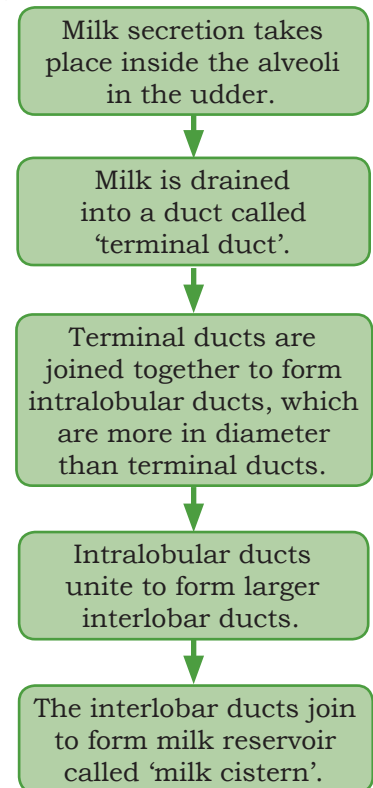 Milk secretion takes
place inside the alveoli
in the udder.
Milk is drained
into a duct called
‘terminal duct’.
Terminal ducts are
joined together to form
intralobular ducts, which
are more in diameter
than terminal ducts.
Intralobular ducts
unite to form larger
interlobar ducts.
The interlobar ducts join
to form milk reservoir
called ‘milk cistern’.